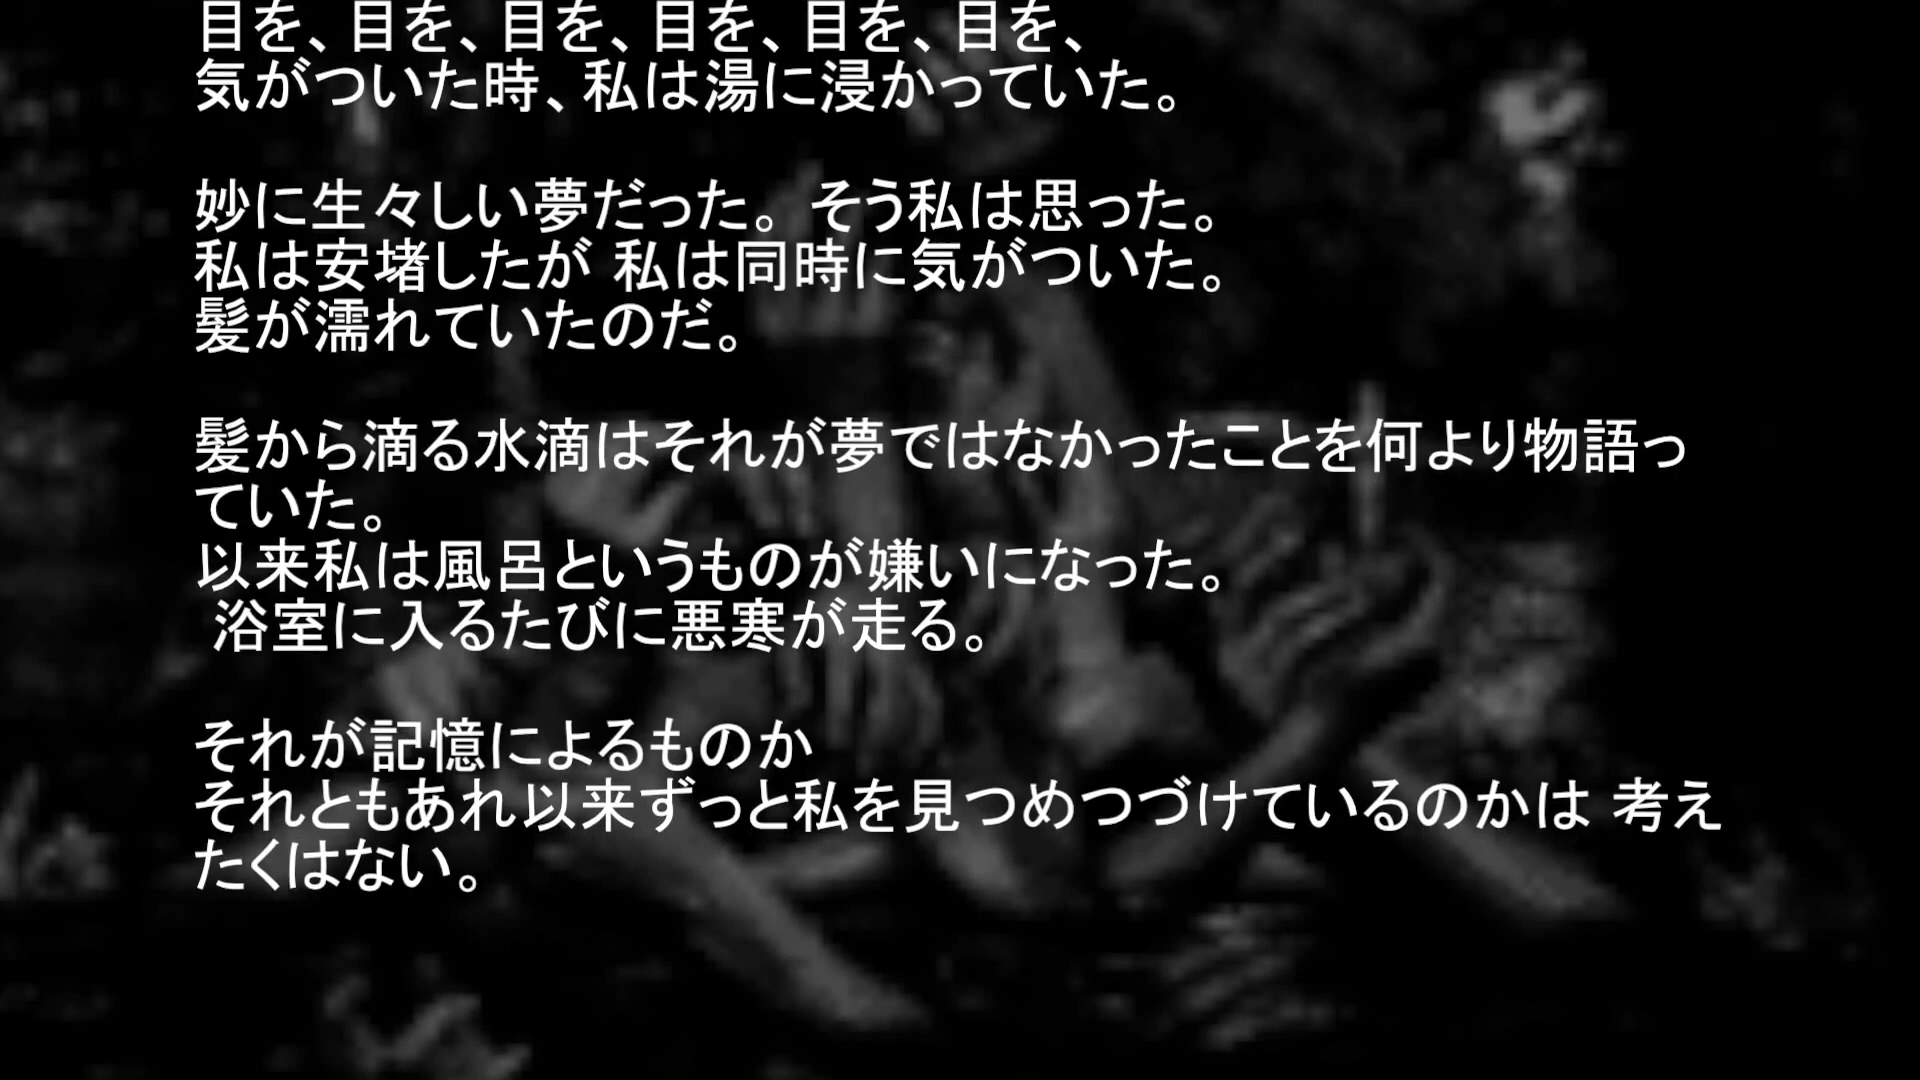 目を、目を、目を、目を、目を、目を、
気がついた時、私は湯に浸かっていた。
妙に生々しい夢だった。 そう私は思った。
私は安堵したが 私は同時に気がついた。
髪が濡れていたのだ。
髪から滴る水滴はそれが夢ではなかったことを何より物語っ
ていた。
以来私は風呂というものが嫌いになった。
浴室に入るたびに悪寒が走る。
それが記憶によるものか
それともあれ以来ずっと私を見つめつづけているのかは 考え
たくはない。